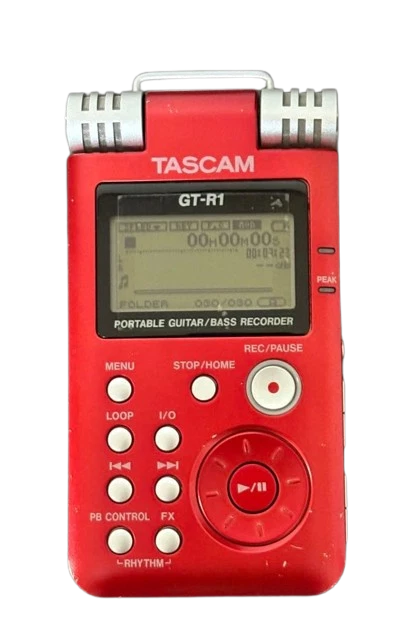 TASCAM
GT-R1
00H00M00S
FOLDER 030/030
PORTABLE GUITAR/BASS RECORDER
PEAK
REC/PAUSE
MENU STOP/HOME
LOOP I/O
PB CONTROL FX
RHYTHM